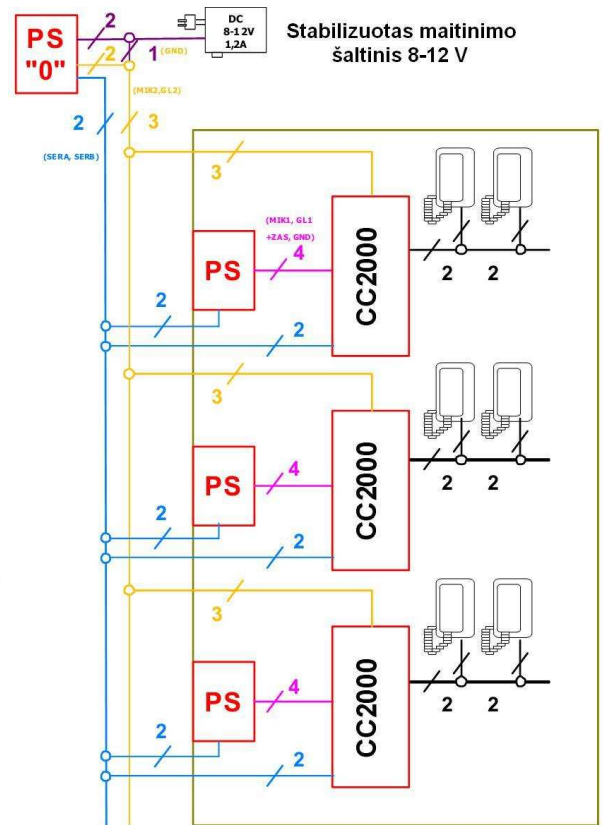 PS
"0"
2
2
1
(GND)
DC
8-12V
1,2A
Stabilizuotas maitinimo
šaltinis 8-12 V
(MIK2,GL2)
2
3
(SERA, SERB)
3
(MIK1, GL1
+ZAS, GND)
4
PS
CC2000
2
2
2
2
3
4
PS
CC2000
2
2
2
2
3
4
PS
CC2000
2
2
2
2